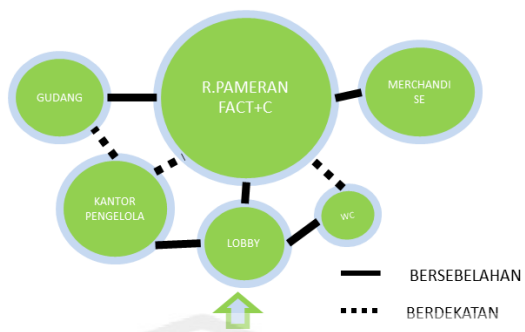 R.PAMERAN
FACT+C
GUDANG
MERCHANDI
SE
KANTOR
PENGELOLA
LOBBY
WC
BERSEBELAHAN
BERDEKATAN